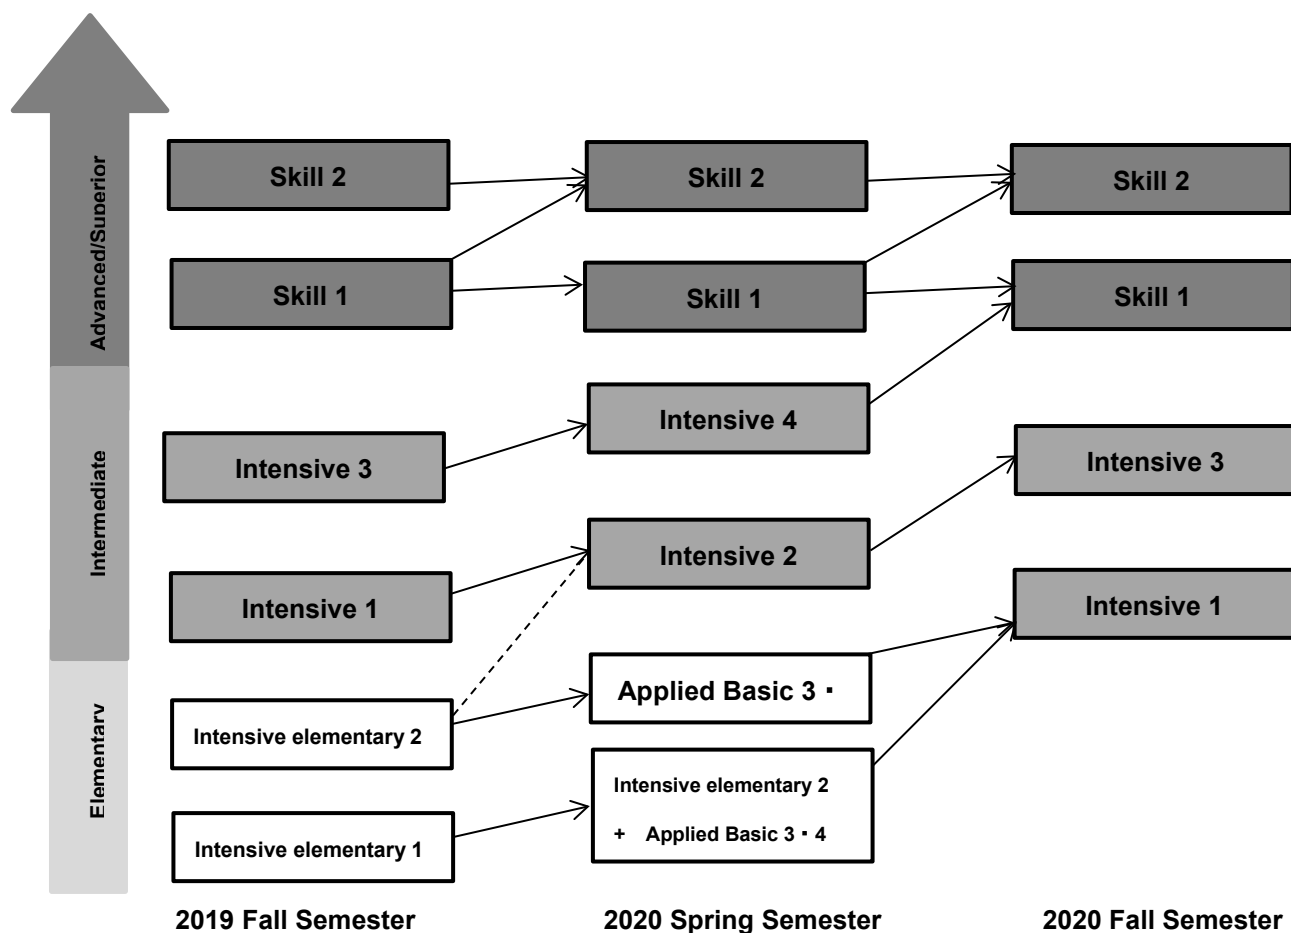 Advanced/Superior
Intermediate
Elementary
Skill 2
Skill 1
Intensive 3
Intensive 1
Intensive elementary 2
Intensive elementary 1
2019 Fall Semester
Skill 2
Skill 1
Intensive 4
Intensive 2
Applied Basic 3・
Intensive elementary 2
+ Applied Basic 3・4
2020 Spring Semester
Skill 2
Skill 1
Intensive 3
Intensive 1
2020 Fall Semester